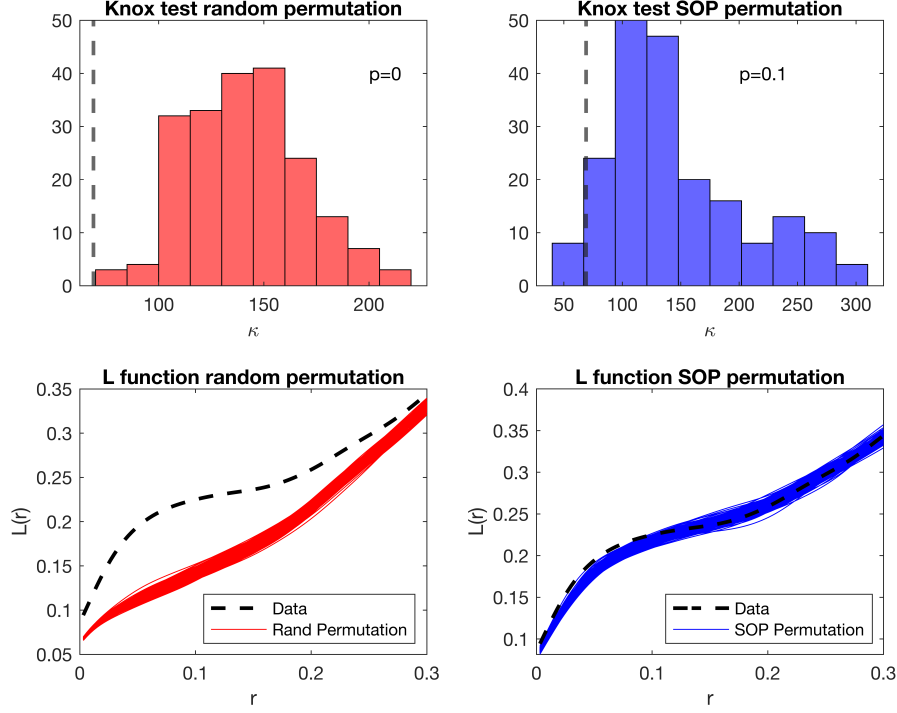 Knox test random permutation
p=0
50
40
30
20
10
0
100
150
200
κ
Knox test SOP permutation
p=0.1
50
40
30
20
10
0
50
100
150
200
250
300
κ
L function random permutation
L(r)
0.35
0.3
0.25
0.2
0.15
0.1
0.05
0
0.1
0.2
0.3
r
Data
Rand Permutation
L function SOP permutation
L(r)
0.4
0.35
0.3
0.25
0.2
0.15
0.1
0
0.1
0.2
0.3
r
Data
SOP Permutation